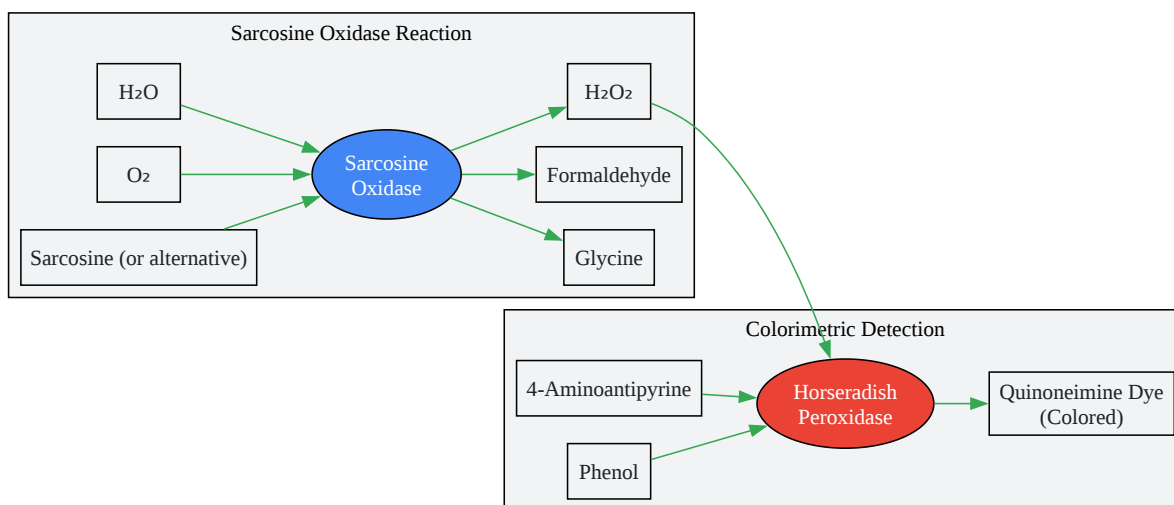 Sarcosine Oxidase Reaction
H₂O
H₂O₂
O₂
Sarcosine
Oxidase
Formaldehyde
Sarcosine (or alternative)
Glycine
Colorimetric Detection
4-Aminoantipyrine
Horseradish
Peroxidase
Quinoneimine Dye
(Colored)
Phenol